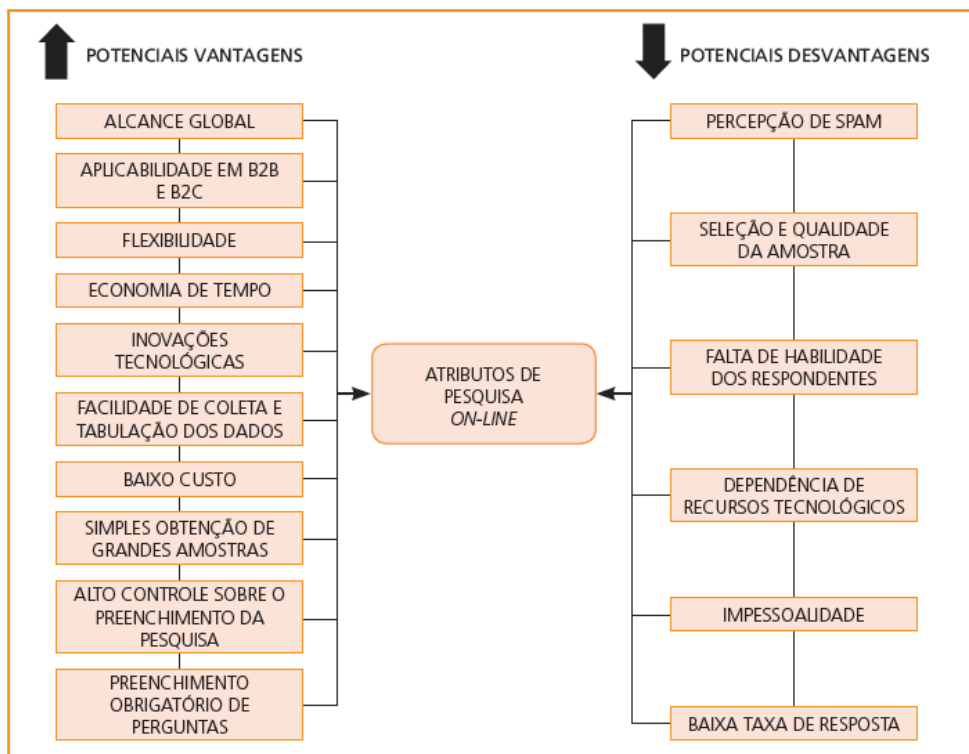 POTENCIAIS VANTAGENS
ALCANCE GLOBAL
APLICABILIDADE EM B2B
E B2C
FLEXIBILIDADE
ECONOMIA DE TEMPO
INOVAÇÕES
TECNOLÓGICAS
FACILIDADE DE COLETA E
TABULAÇÃO DOS DADOS
BAIXO CUSTO
SIMPLES OBTENÇÃO DE
GRANDES AMOSTRAS
ALTO CONTROLE SOBRE O
PREENCHIMENTO DA
PESQUISA
PREENCHIMENTO
OBRIGATÓRIO DE
PERGUNTAS
ATRIBUTOS DE
PESQUISA
ON-LINE
POTENCIAIS DESVANTAGENS
PERCEPÇÃO DE SPAM
SELEÇÃO E QUALIDADE
DA AMOSTRA
FALTA DE HABILIDADE
DOS RESPONDENTES
DEPENDÊNCIA DE
RECURSOS TECNOLÓGICOS
IMPESSOALIDADE
BAIXA TAXA DE RESPOSTA